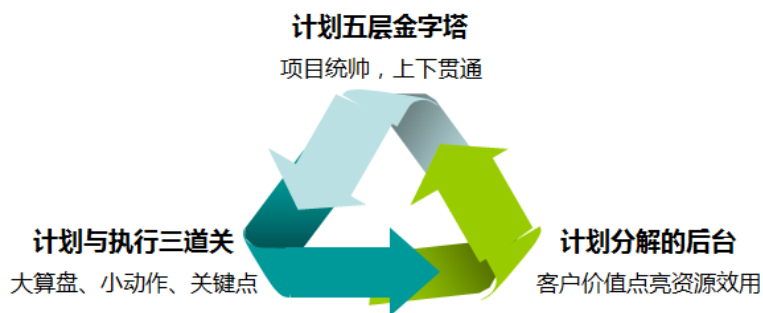 计划五层金字塔
项目统帅，上下贯通
计划与执行三道关
大算盘、小动作、关键点
计划分解的后台
客户价值点亮资源效用